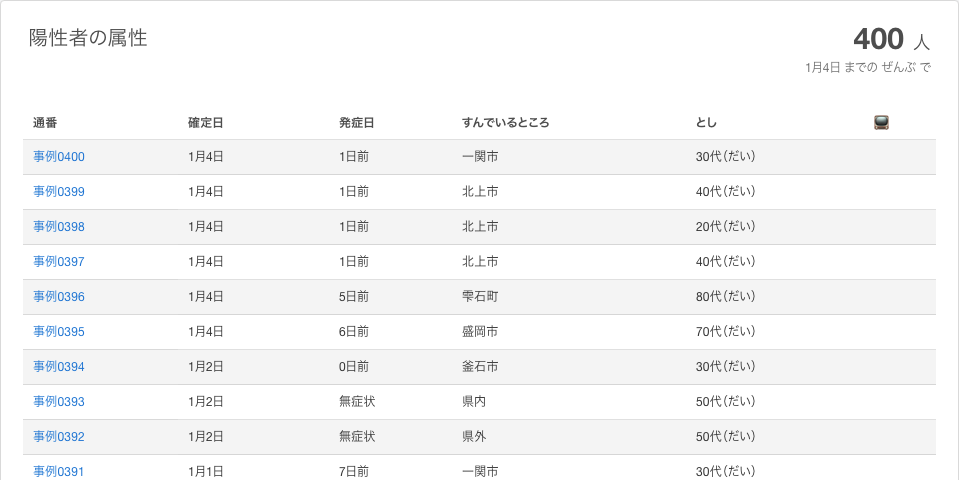 陽性者の属性
400 人
1月4日 までの ぜんぶ で
通番 確定日 発症日 すんでいるところ とし
事例0400 1月4日 1日前 一関市 30代(だい)
事例0399 1月4日 1日前 北上市 40代(だい)
事例0398 1月4日 1日前 北上市 20代(だい)
事例0397 1月4日 1日前 北上市 40代(だい)
事例0396 1月4日 5日前 雫石町 80代(だい)
事例0395 1月4日 6日前 盛岡市 70代(だい)
事例0394 1月2日 0日前 釜石市 30代(だい)
事例0393 1月2日 無症状 県内 50代(だい)
事例0392 1月2日 無症状 県外 50代(だい)
事例0391 1月1日 7日前 一関市 30代(だい)